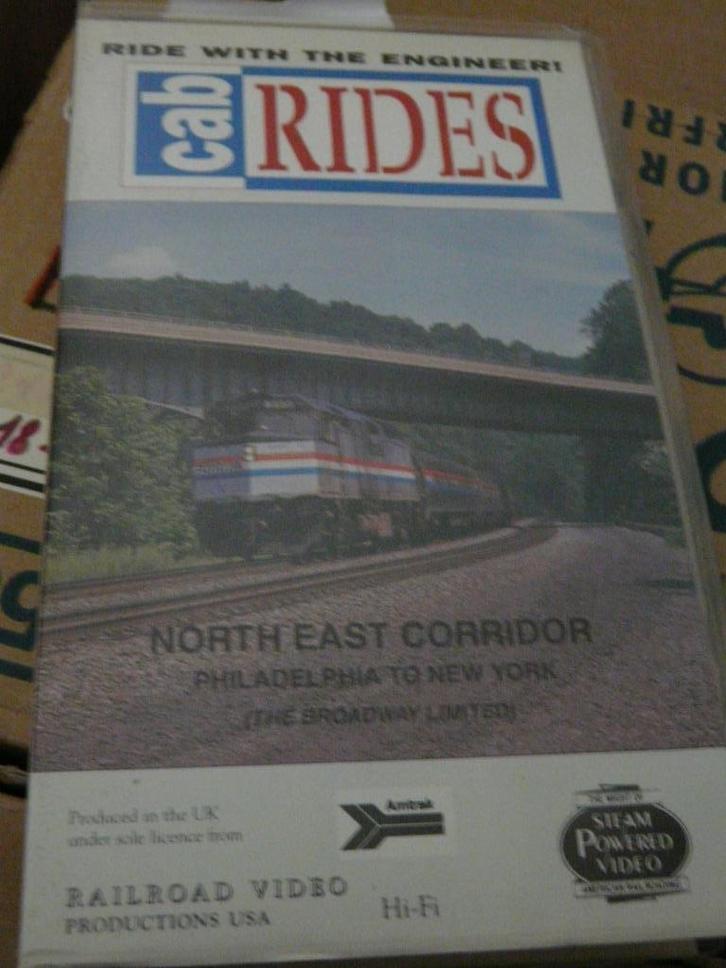 RIDE WITH THE ENGINEER!
cab RIDES
NORTH EAST CORRIDOR
PHILADELPHIA TO NEW YORK
(THE BROADWAY LIMITED)
Produced in the UK
under sole licence from
Amtrak
RAILROAD VIDEO
PRODUCTIONS USA
Hi-Fi
STEAM
POWERED
VIDEO
18-